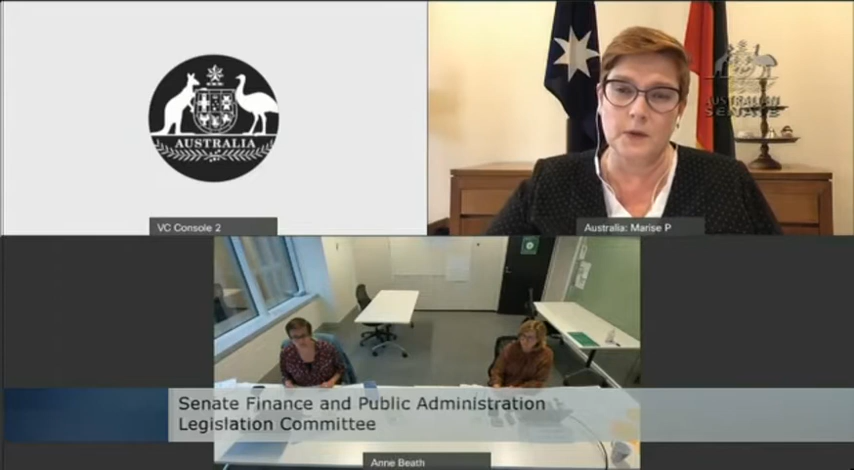 AUSTRALIA
AUSTRALIAN
SENATE
VC Console 2
Australia: Marise P
Senate Finance and Public Administration
Legislation Committee
Anne Beath